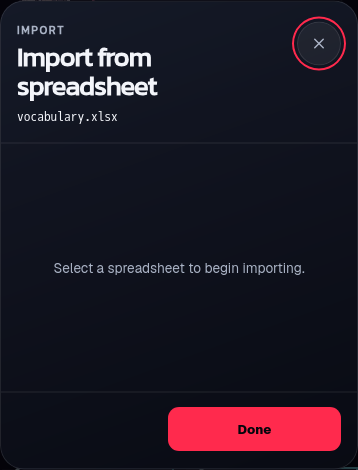 IMPORT
Import from
spreadsheet
vocabulary.xlsx
Select a spreadsheet to begin importing.
Done